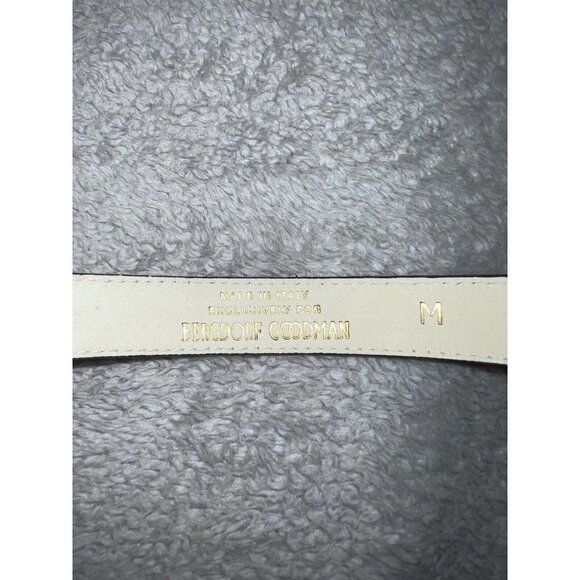 MADE IN ITALY
EXCLUSIVELY FOR
BERGDORF GOODMAN
M